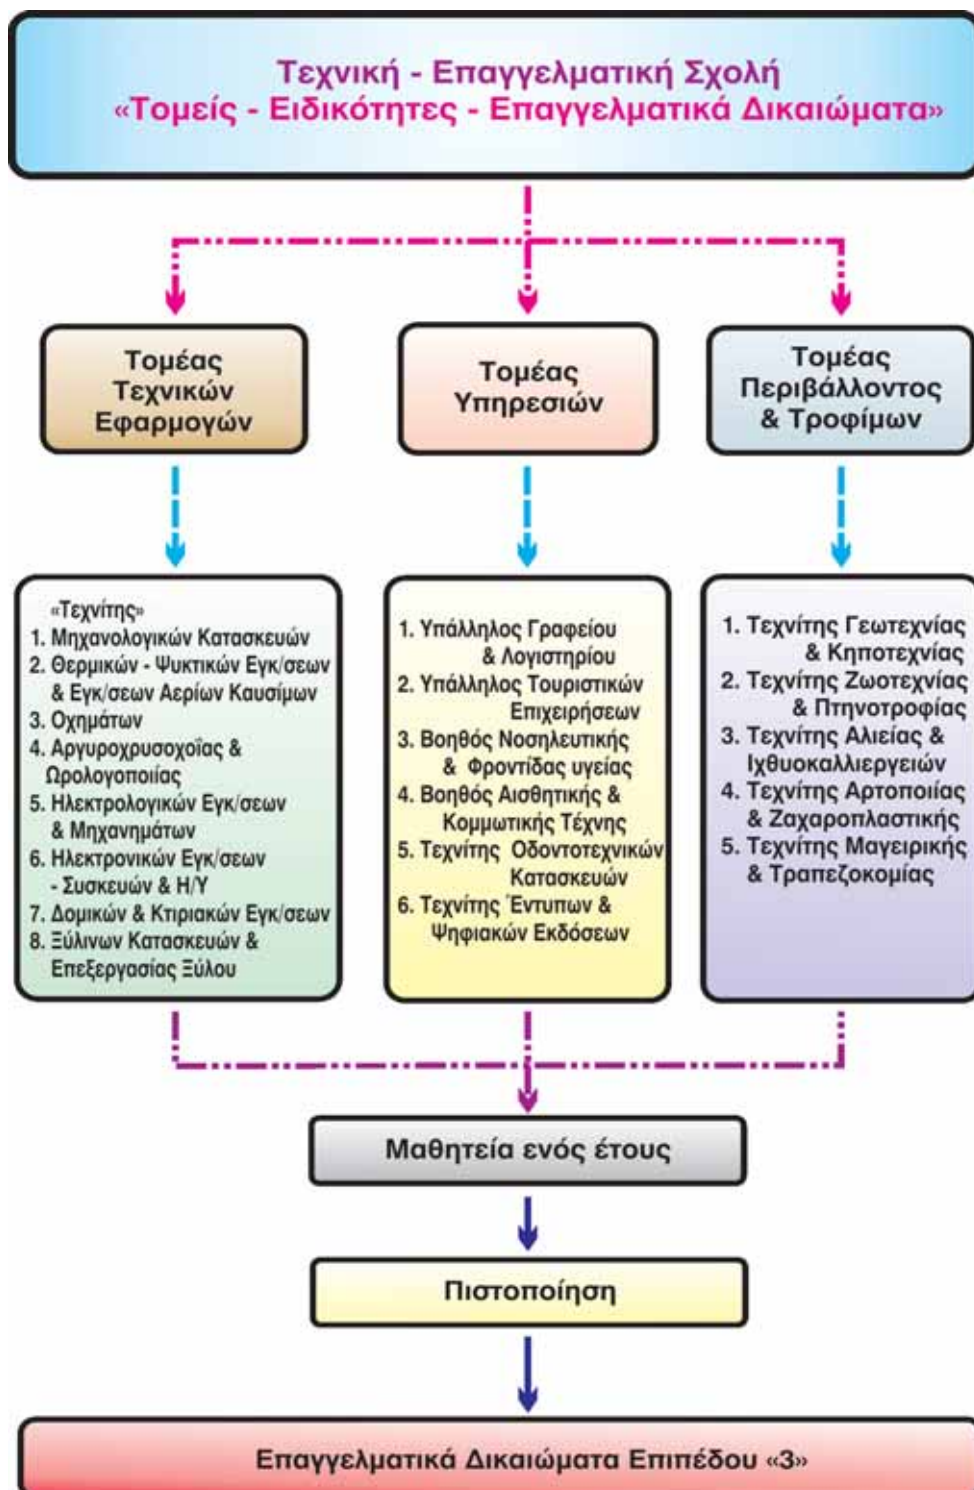 Τεχνική - Επαγγελματική Σχολή
«Τομείς - Ειδικότητες - Επαγγελματικά Δικαιώματα»
Τομέας
Τεχνικών
Εφαρμογών
Τομέας
Υπηρεσιών
Τομέας
Περιβάλλοντος
& Τροφίμων
«Τεχνίτης»
1. Μηχανολογικών Κατασκευών
2. Θερμικών - Ψυκτικών Εγκ/σεων
& Εγκ/σεων Αερίων Καυσίμων
3. Οχημάτων
4. Αργυροχρυσοχοΐας &
Ωρολογοποιίας
5. Ηλεκτρολογικών Εγκ/σεων
& Μηχανημάτων
6. Ηλεκτρονικών Εγκ/σεων
- Συσκευών & Η/Υ
7. Δομικών & Κτιριακών Εγκ/σεων
8. Ξύλινων Κατασκευών &
Επεξεργασίας Ξύλου
1. Υπάλληλος Γραφείου
& Λογιστηρίου
2. Υπάλληλος Τουριστικών
Επιχειρήσεων
3. Βοηθός Νοσηλευτικής
& Φροντίδας υγείας
4. Βοηθός Αισθητικής &
Κομμωτικής Τέχνης
5. Τεχνίτης Οδοντοτεχνικών
Κατασκευών
6. Τεχνίτης Έντυπων &
Ψηφιακών Εκδόσεων
1. Τεχνίτης Γεωτεχνίας
& Κηποτεχνίας
2. Τεχνίτης Ζωοτεχνίας
& Πτηνοτροφίας
3. Τεχνίτης Αλιείας &
Ιχθυοκαλλιεργειών
4. Τεχνίτης Αρτοποιίας
& Ζαχαροπλαστικής
5. Τεχνίτης Μαγειρικής
& Τραπεζοκομίας
Μαθητεία ενός έτους
Πιστοποίηση
Επαγγελματικά Δικαιώματα Επιπέδου «3»